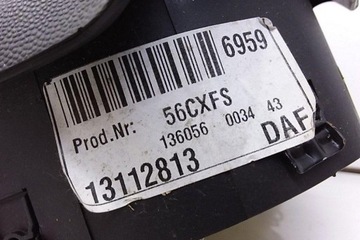 6959
Prod.Nr: 56CXFS
136056 0034 43
13112813 DAF